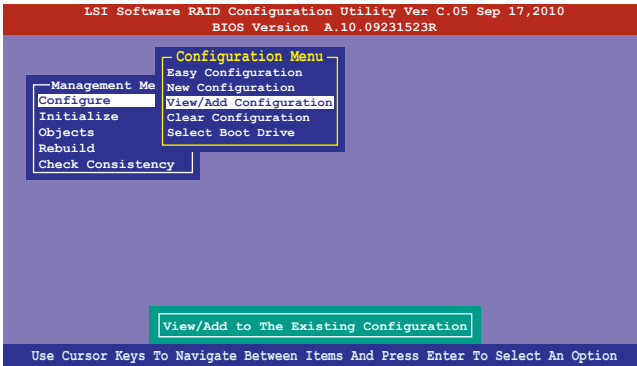 LSI Software RAID Configuration Utility Ver C.05 Sep 17,2010
BIOS Version A.10.09231523R
Configuration Menu
Easy Configuration
New Configuration
View/Add Configuration
Clear Configuration
Select Boot Drive
Management Me
Configure
Initialize
Objects
Rebuild
Check Consistency
View/Add to The Existing Configuration
Use Cursor Keys To Navigate Between Items And Press Enter To Select An Option